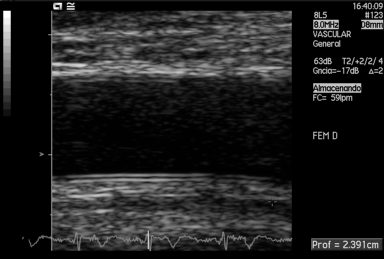 16:40:09
8L5 #123
8.0MHz 38mm
VASCULAR
General
63dB T2/+2/2/ 4
Gncia=-17dB Δ=2
Almacenando
FC= 59lpm
FEM D
Prof = 2.391cm